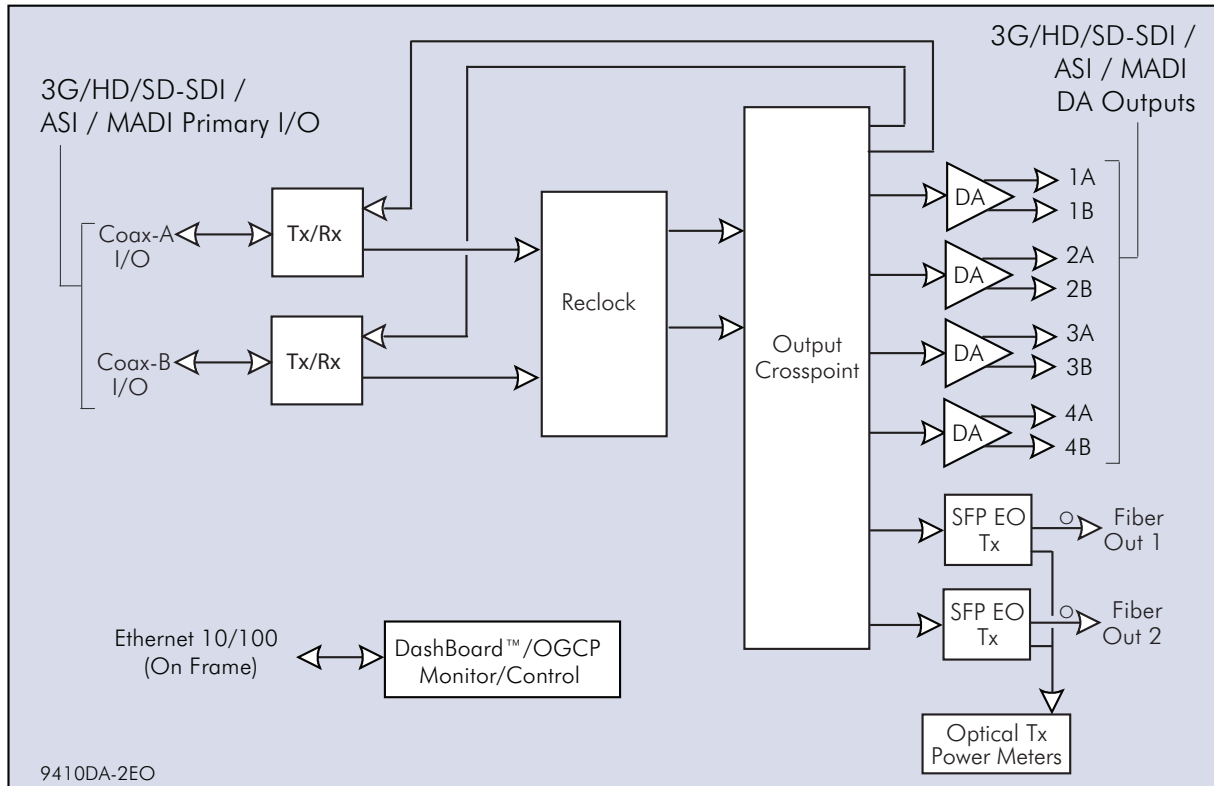 3G/HD/SD-SDI /
ASI / MADI Primary I/O
3G/HD/SD-SDI /
ASI / MADI
DA Outputs
Coax-A
I/O
Tx/Rx
Coax-B
I/O
Tx/Rx
Reclock
Output
Crosspoint
DA
1A
1B
DA
2A
2B
DA
3A
3B
DA
4A
4B
SFP EO
Tx
Fiber
Out 1
SFP EO
Tx
Fiber
Out 2
Optical Tx
Power Meters
Ethernet 10/100
(On Frame)
DashBoard™/OGCP
Monitor/Control
9410DA-2EO